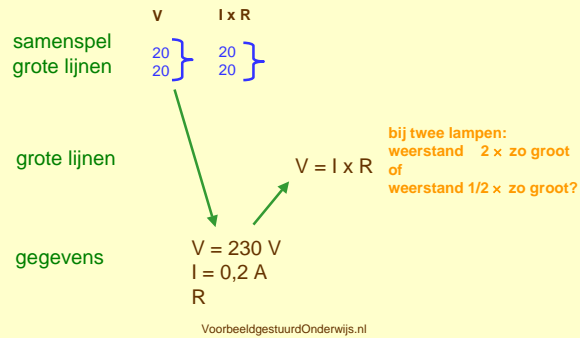 V I x R
samenspel
grote lijnen
20 20
20 20
grote lijnen
V = I x R
bij twee lampen:
weerstand 2 × zo groot
of
weerstand 1/2 × zo groot?
gegevens
V = 230 V
I = 0,2 A
R
VoorbeeldgestuurdOnderwijs.nl